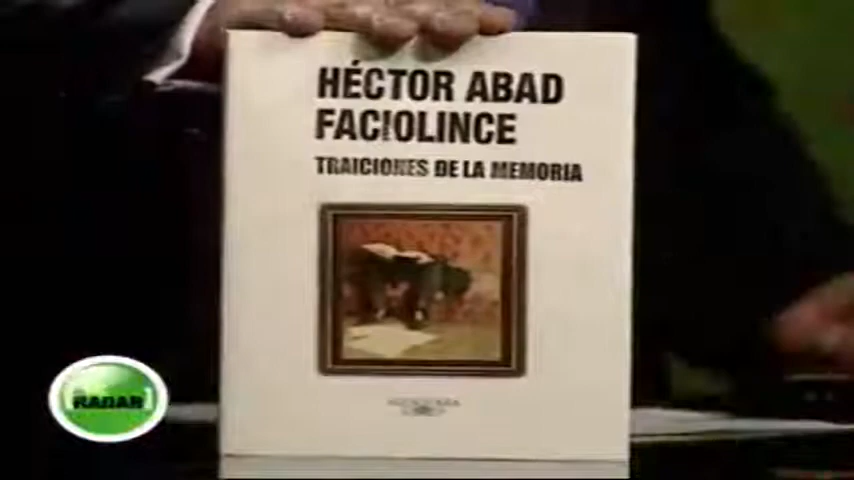 HÉCTOR ABAD
FACIOLINCE
TRAICIONES DE LA MEMORIA
RADAR